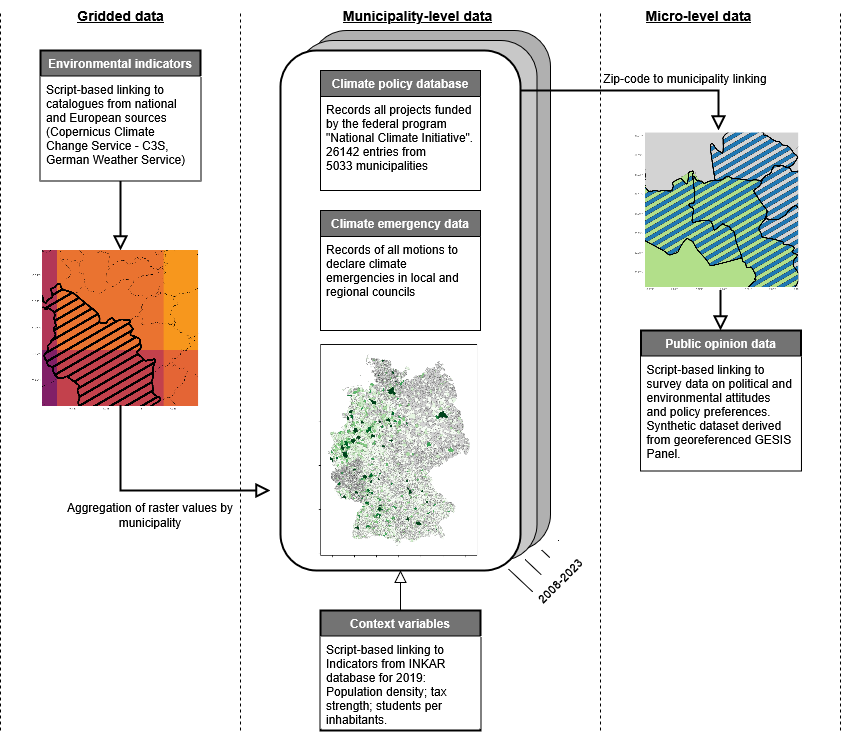 Gridded data
Municipality-level data
Micro-level data
Environmental indicators
Script-based linking to
catalogues from national
and European sources
(Copernicus Climate
Change Service - C3S,
German Weather Service)
Aggregation of raster values by
municipality
Climate policy database
Records all projects funded
by the federal program
"National Climate Initiative".
26142 entries from
5033 municipalities
Climate emergency data
Records of all motions to
declare climate
emergencies in local and
regional councils
2008-2023
Context variables
Script-based linking to
Indicators from INKAR
database for 2019:
Population density; tax
strength; students per
inhabitants.
Zip-code to municipality linking
Public opinion data
Script-based linking to
survey data on political and
environmental attitudes
and policy preferences.
Synthetic dataset derived
from georeferenced GESIS
Panel.